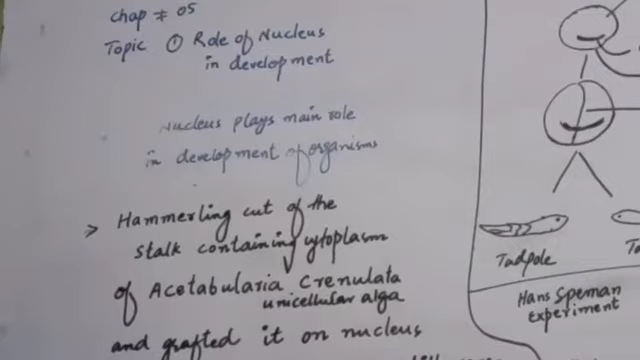 Chap # 05
Topic ① Role of Nucleus
in development
Nucleus plays main role
in development of organisms
> Hammerling cut of the
stalk containing cytoplasm
of Acetabularia Crenulata
unicellular alga
and grafted it on nucleus
Tadpole
Ta
Hans Speman
experiment